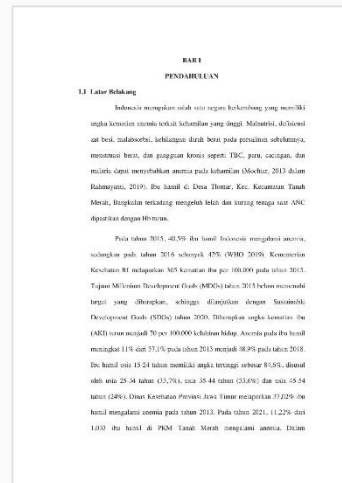 BAB I
PENDAHULUAN
1.1 Latar Belakang
Indonesia merupakan salah satu negara berkembang yang memiliki
angka kematian anemia terkait kehamilan yang tinggi. Malnutrisi, defisiensi
zat besi, malabsorbsi, kehilangan darah berat pada persalinan sebelumnya,
menstruasi berat, dan gangguan kronis seperti TBC, paru, cacingan, dan
malaria dapat menyebabkan anemia pada kehamilan (Mochtar, 2013 dalam
Rahmayanti, 2019). Ibu hamil di Desa Tlomar, Kec. Kecamatan Tanah
Merah, Bangkalan terkadang mengeluh lelah dan kurang tenaga saat ANC
dipastikan dengan Hb turun.
Pada tahun 2015, 40,5% ibu hamil Indonesia mengalami anemia,
sedangkan pada tahun 2016 sebanyak 42% (WHO 2019). Kementerian
Kesehatan RI melaporkan 305 kematian ibu per 100.000 pada tahun 2015.
Tujuan Millenium Development Goals (MDGs) tahun 2015 belum memenuhi
target yang diharapkan, sehingga dilanjutkan dengan Sustainable
Development Goals (SDGs) tahun 2030. Diharapkan angka kematian ibu
(AKI) turun menjadi 70 per 100.000 kelahiran hidup. Anemia pada ibu hamil
meningkat 11% dari 37,1% pada tahun 2013 menjadi 48,9% pada tahun 2018.
Ibu hamil usia 15-24 tahun memiliki angka tertinggi sebesar 84,6%, disusul
oleh usia 25-34 tahun (33,7%), usia 35-44 tahun (33,6%) dan usia 45-54
tahun (24%). Dinas Kesehatan Provinsi Jawa Timur melaporkan 37,02% ibu
hamil mengalami anemia pada tahun 2013. Pada tahun 2021, 11,22% dari
1.033 ibu hamil di PKM Tanah Merah mengalami anemia. Dalam